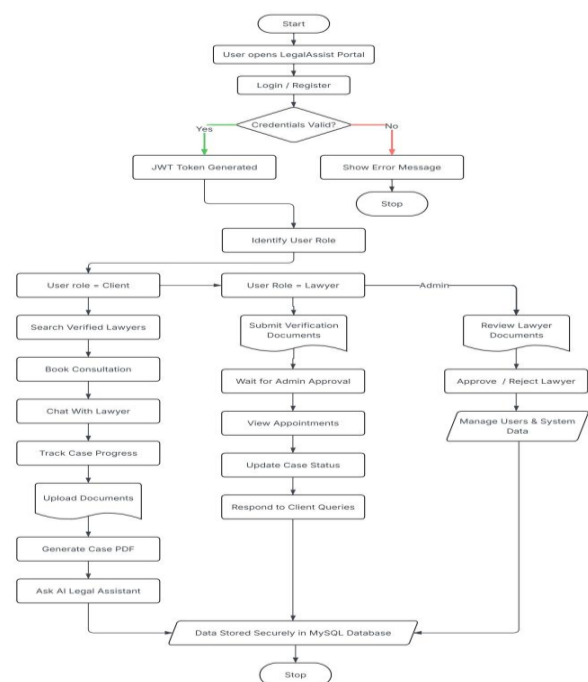 Start
User opens LegalAssist Portal
Login / Register
Credentials Valid?
Yes
No
JWT Token Generated
Show Error Message
Stop
Identify User Role
User role = Client
User Role = Lawyer
Admin
Search Verified Lawyers
Submit Verification
Documents
Review Lawyer
Documents
Book Consultation
Wait for Admin Approval
Approve / Reject Lawyer
Chat With Lawyer
View Appointments
Manage Users & System
Data
Track Case Progress
Update Case Status
Upload Documents
Respond to Client Queries
Generate Case PDF
Ask AI Legal Assistant
Data Stored Securely in MySQL Database
Stop